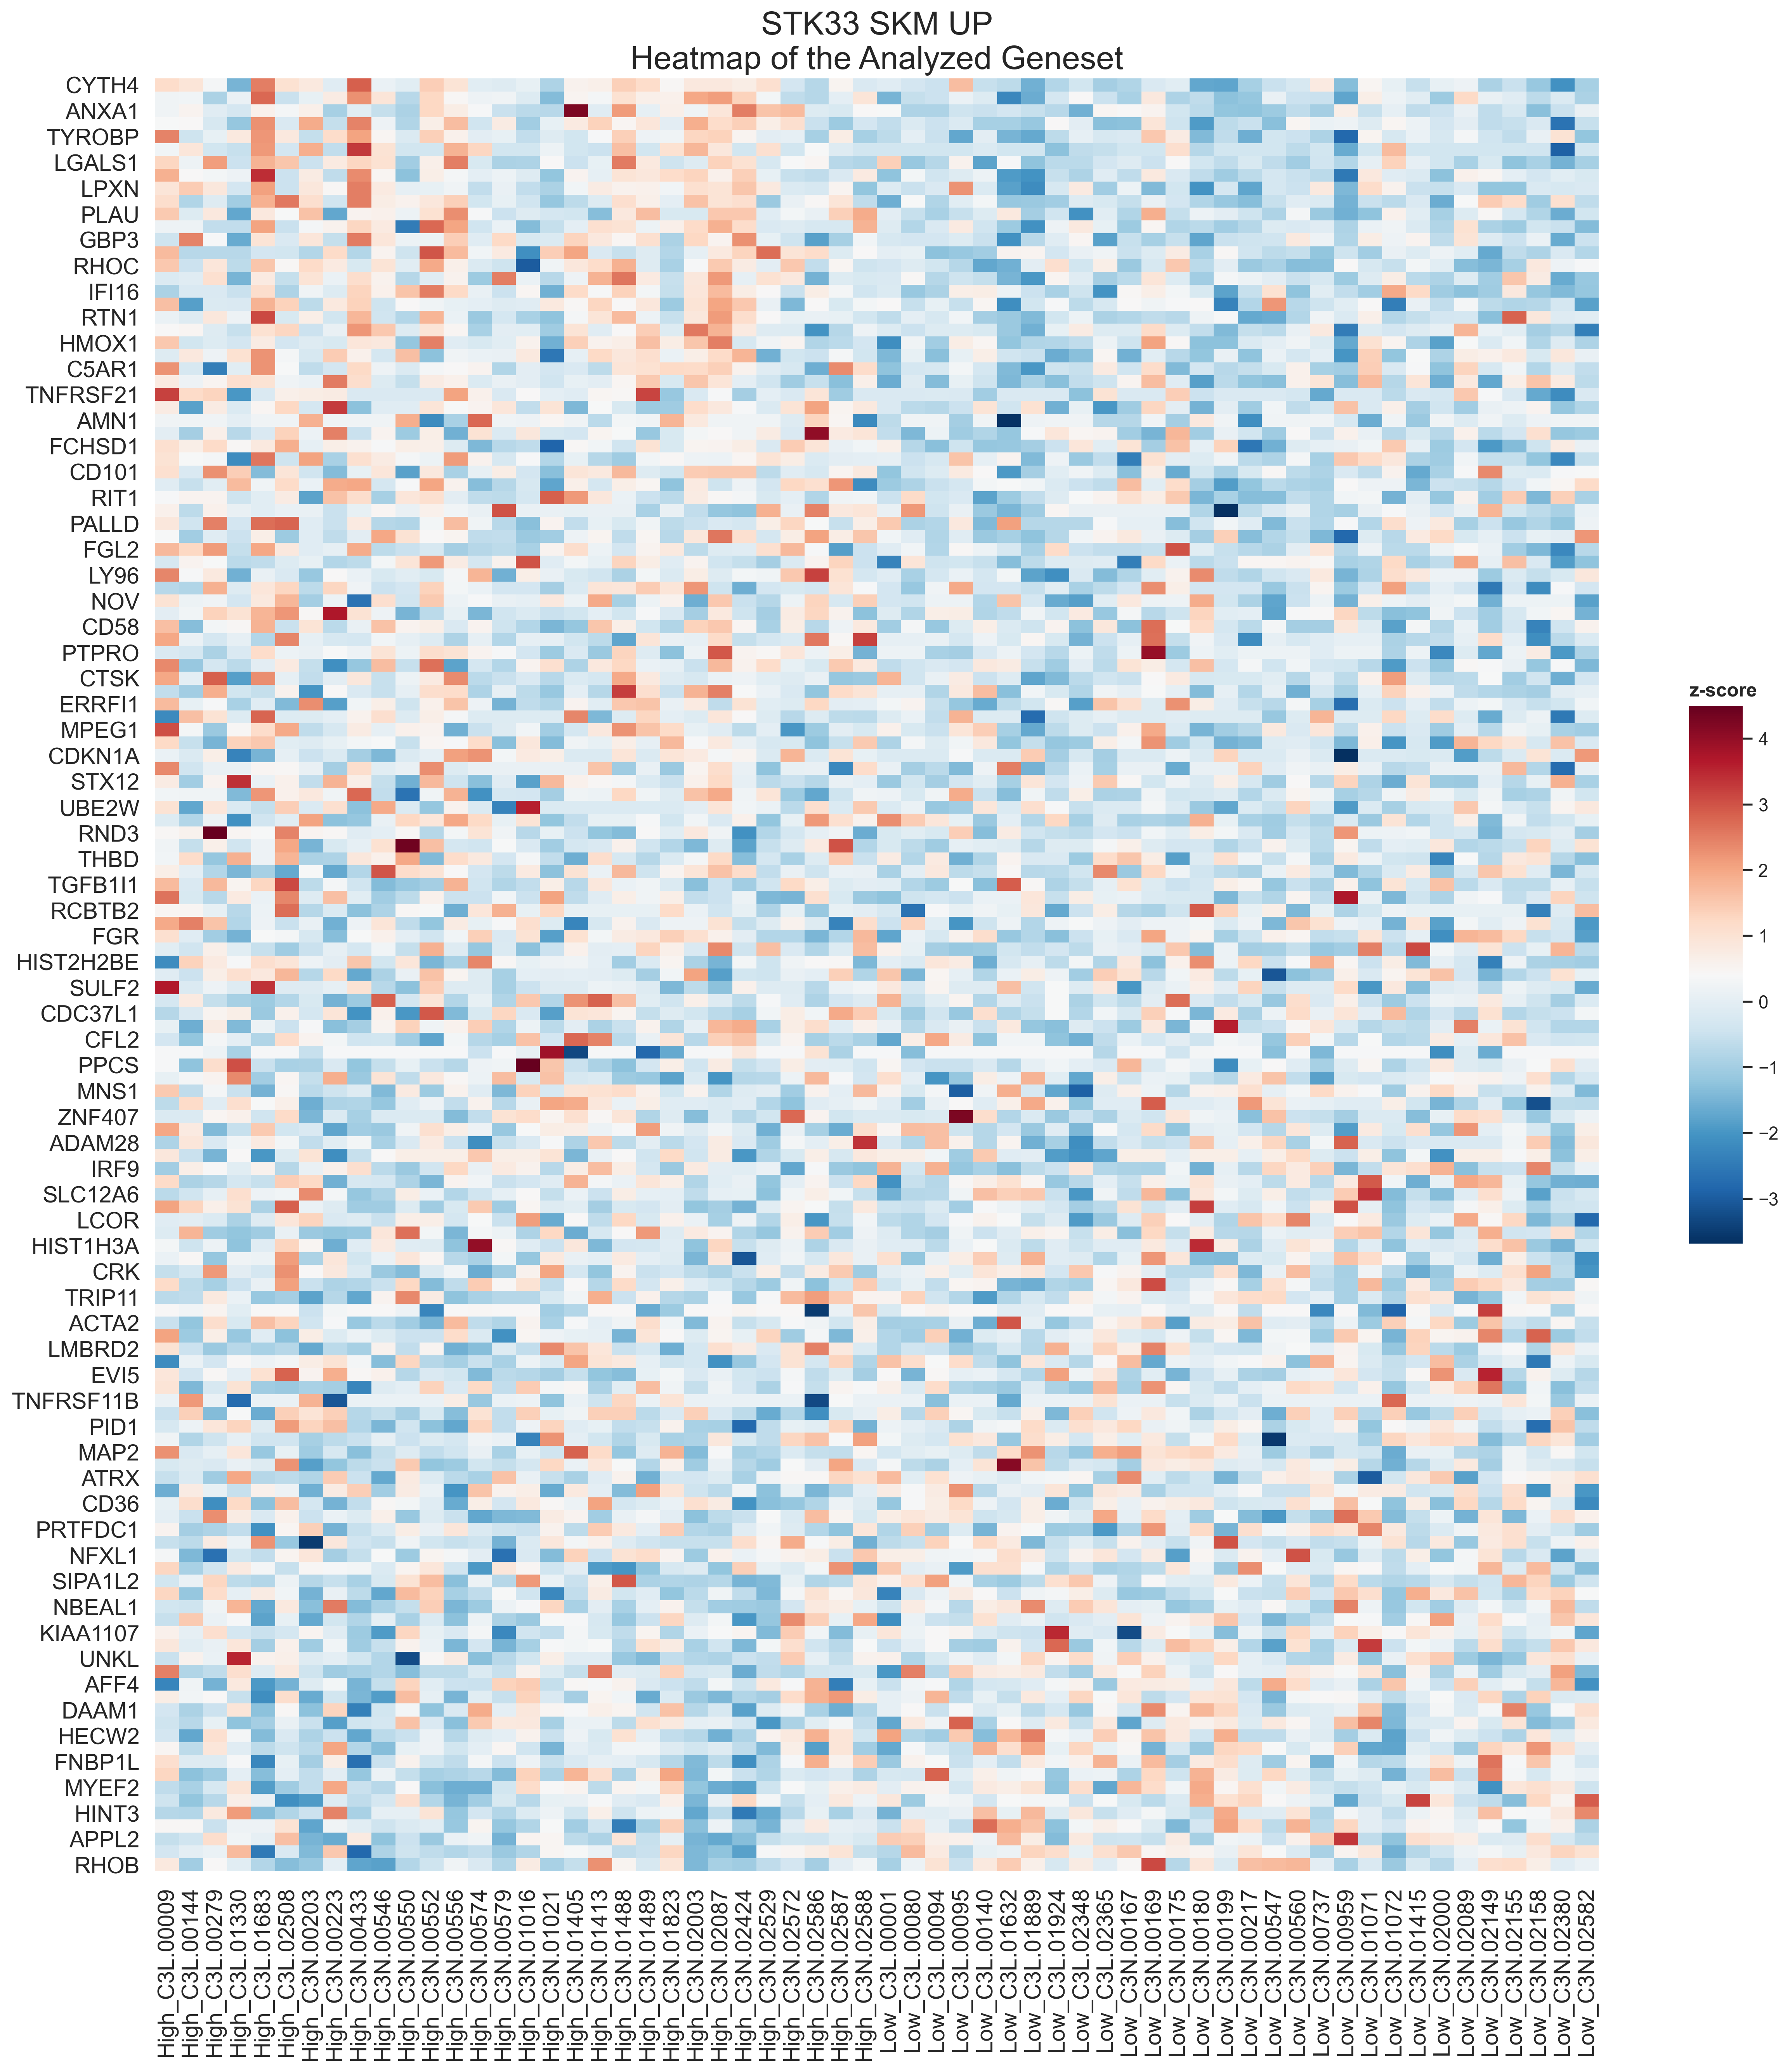 STK33 SKM UP
Heatmap of the Analyzed Geneset
CYTH4
ANXA1
TYROBP
LGALS1
LPXN
PLAU
GBP3
RHOC
IFI16
RTN1
HMOX1
C5AR1
TNFRSF21
AMN1
FCHSD1
CD101
RIT1
PALLD
FGL2
LY96
NOV
CD58
PTPRO
CTSK
ERRFI1
MPEG1
CDKN1A
STX12
UBE2W
RND3
THBD
TGFB1I1
RCBTB2
FGR
HIST2H2BE
SULF2
CDC37L1
CFL2
PPCS
MNS1
ZNF407
ADAM28
IRF9
SLC12A6
LCOR
HIST1H3A
CRK
TRIP11
ACTA2
LMBRD2
EVI5
TNFRSF11B
PID1
MAP2
ATRX
CD36
PRTFDC1
NFXL1
SIPA1L2
NBEAL1
KIAA1107
UNKL
AFF4
DAAM1
HECW2
FNBP1L
MYEF2
HINT3
APPL2
RHOB
z-score
4
3
2
1
0
−1
−2
−3
High_C3L.00009
High_C3L.00144
High_C3L.00279
High_C3L.01330
High_C3L.01683
High_C3L.02508
High_C3N.00203
High_C3N.00223
High_C3N.00433
High_C3N.00546
High_C3N.00550
High_C3N.00552
High_C3N.00556
High_C3N.00574
High_C3N.00579
High_C3N.01016
High_C3N.01021
High_C3N.01405
High_C3N.01413
High_C3N.01488
High_C3N.01489
High_C3N.01823
High_C3N.02003
High_C3N.02087
High_C3N.02424
High_C3N.02529
High_C3N.02572
High_C3N.02586
High_C3N.02587
High_C3N.02588
Low_C3L.00001
Low_C3L.00080
Low_C3L.00094
Low_C3L.00095
Low_C3L.00140
Low_C3L.01632
Low_C3L.01889
Low_C3L.01924
Low_C3L.02348
Low_C3L.02365
Low_C3N.00167
Low_C3N.00169
Low_C3N.00175
Low_C3N.00180
Low_C3N.00199
Low_C3N.00217
Low_C3N.00547
Low_C3N.00560
Low_C3N.00737
Low_C3N.00959
Low_C3N.01071
Low_C3N.01072
Low_C3N.01415
Low_C3N.02000
Low_C3N.02089
Low_C3N.02149
Low_C3N.02155
Low_C3N.02158
Low_C3N.02380
Low_C3N.02582